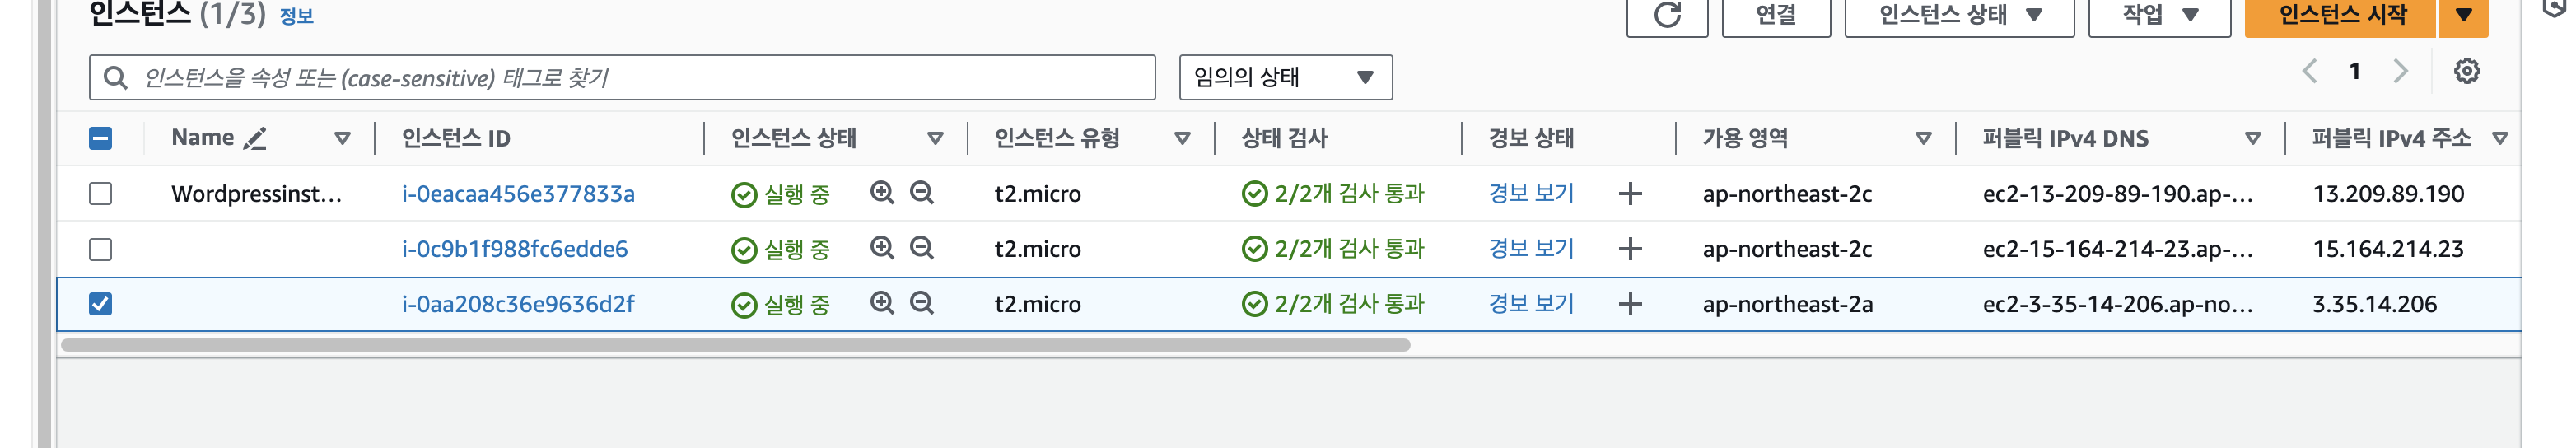 인스턴스 (1/3) 정보 연결 인스턴스 상태 작업 인스턴스 시작
인스턴스을 속성 또는 (case-sensitive) 태그로 찾기 임의의 상태 1
Name 인스턴스 ID 인스턴스 상태 인스턴스 유형 상태 검사 경보 상태 가용 영역 퍼블릭 IPv4 DNS 퍼블릭 IPv4 주소
Wordpressinst... i-0eacaa456e377833a 실행 중 t2.micro 2/2개 검사 통과 경보 보기 + ap-northeast-2c ec2-13-209-89-190.ap-... 13.209.89.190
i-0c9b1f988fc6edde6 실행 중 t2.micro 2/2개 검사 통과 경보 보기 + ap-northeast-2c ec2-15-164-214-23.ap-... 15.164.214.23
i-0aa208c36e9636d2f 실행 중 t2.micro 2/2개 검사 통과 경보 보기 + ap-northeast-2a ec2-3-35-14-206.ap-no... 3.35.14.206